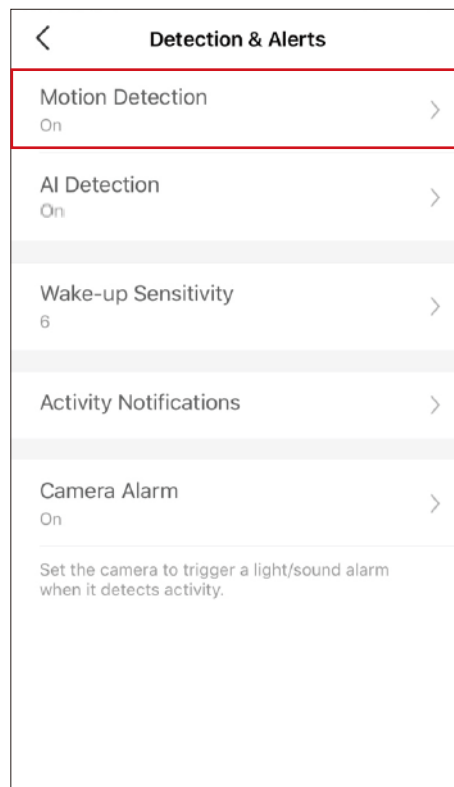 Detection & Alerts
Motion Detection
On
AI Detection
On
Wake-up Sensitivity
6
Activity Notifications
Camera Alarm
On
Set the camera to trigger a light/sound alarm
when it detects activity.